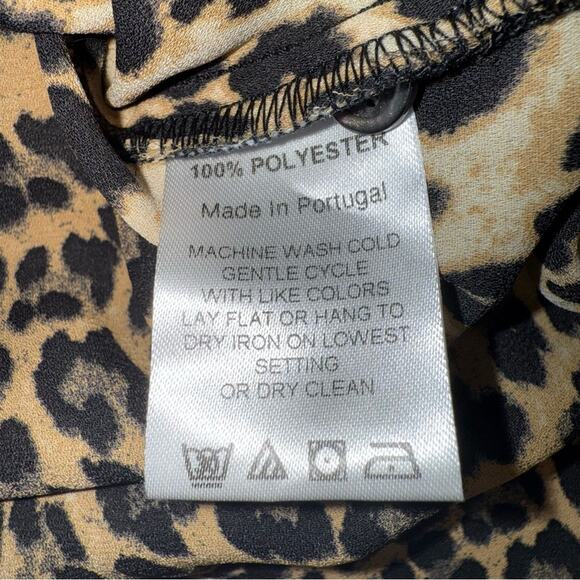 100% POLYESTER
Made In Portugal
MACHINE WASH COLD
GENTLE CYCLE
WITH LIKE COLORS
LAY FLAT OR HANG TO
DRY IRON ON LOWEST
SETTING
OR DRY CLEAN